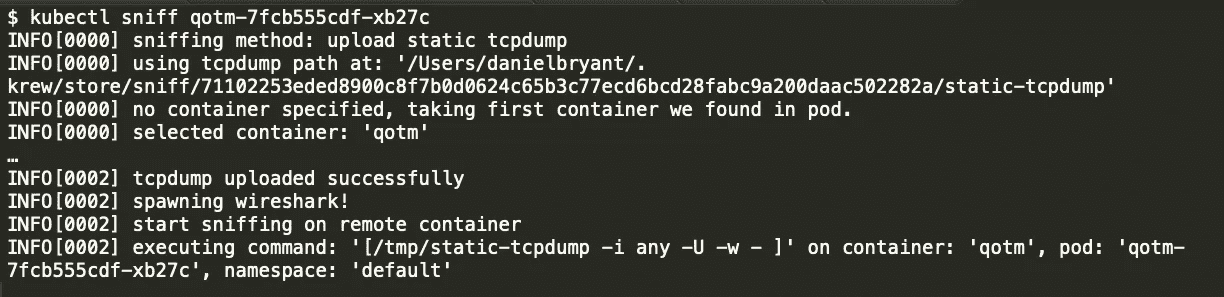 $ kubectl sniff qotm-7fcb555cdf-xb27c
INFO[0000] sniffing method: upload static tcpdump
INFO[0000] using tcpdump path at: '/Users/danielbryant/.
krew/store/sniff/71102253eded8900c8f7b0d0624c65b3c77ecd6bcd28fabc9a200daac502282a/static-tcpdump'
INFO[0000] no container specified, taking first container we found in pod.
INFO[0000] selected container: 'qotm'
…
INFO[0002] tcpdump uploaded successfully
INFO[0002] spawning wireshark!
INFO[0002] start sniffing on remote container
INFO[0002] executing command: '[/tmp/static-tcpdump -i any -U -w - ]' on container: 'qotm', pod: 'qotm-
7fcb555cdf-xb27c', namespace: 'default'